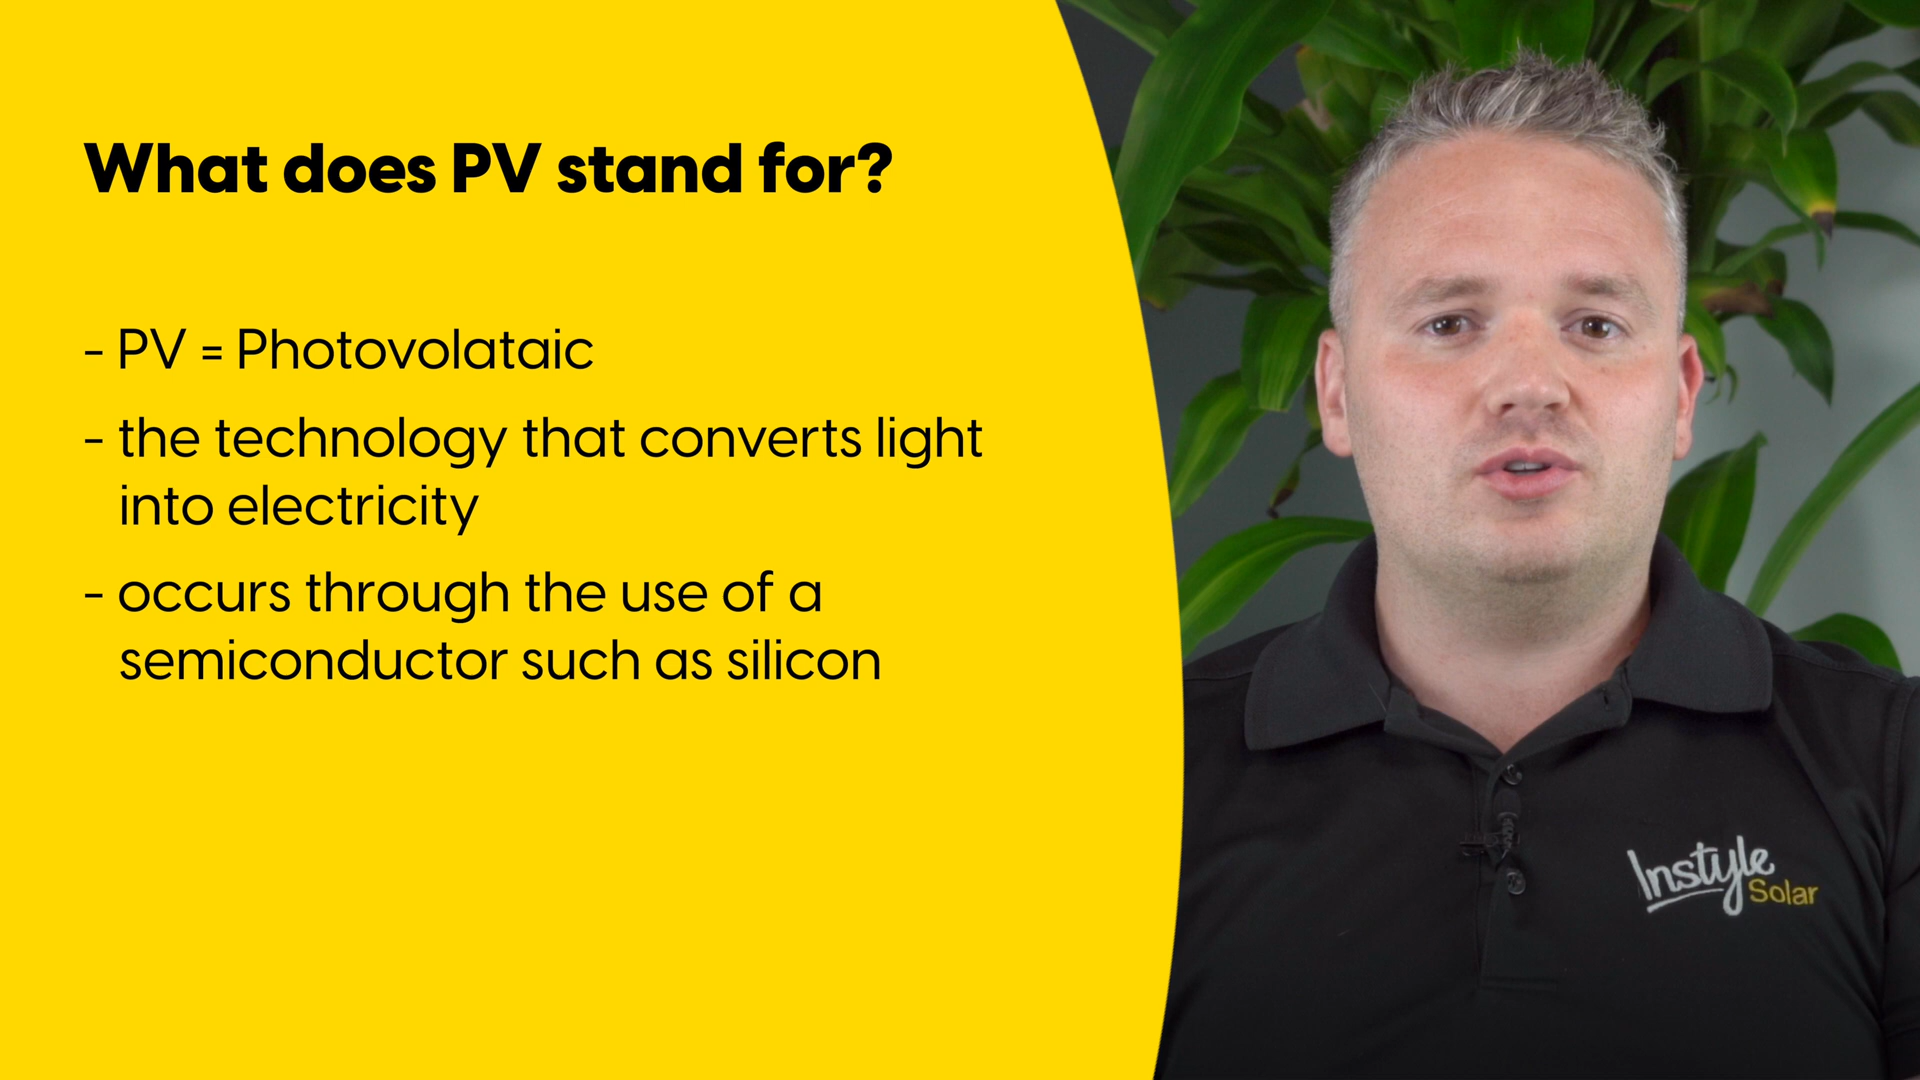 What does PV stand for?
- PV = Photovolataic
- the technology that converts light
into electricity
- occurs through the use of a
semiconductor such as silicon
Instyle
Solar